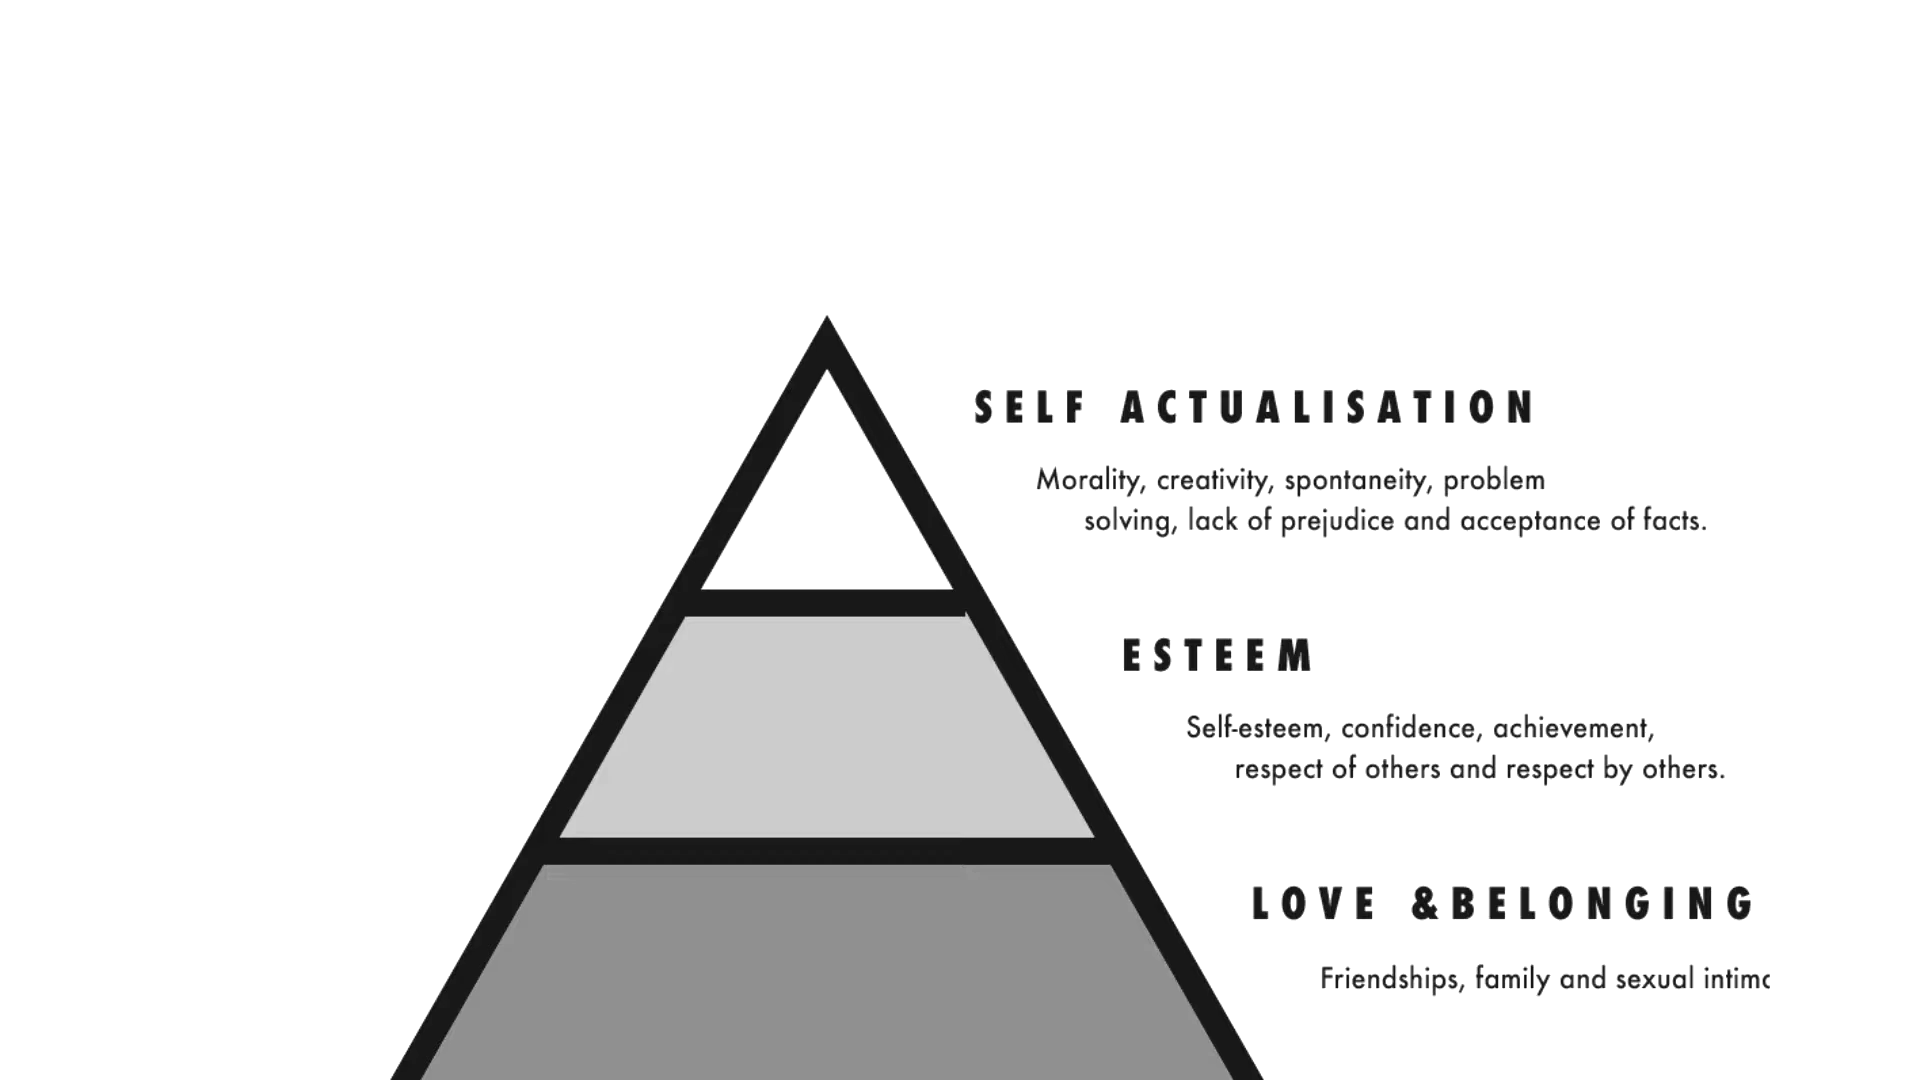 SELF ACTUALISATION
Morality, creativity, spontaneity, problem
solving, lack of prejudice and acceptance of facts.
ESTEEM
Self-esteem, confidence, achievement,
respect of others and respect by others.
LOVE &BELONGING
Friendships, family and sexual